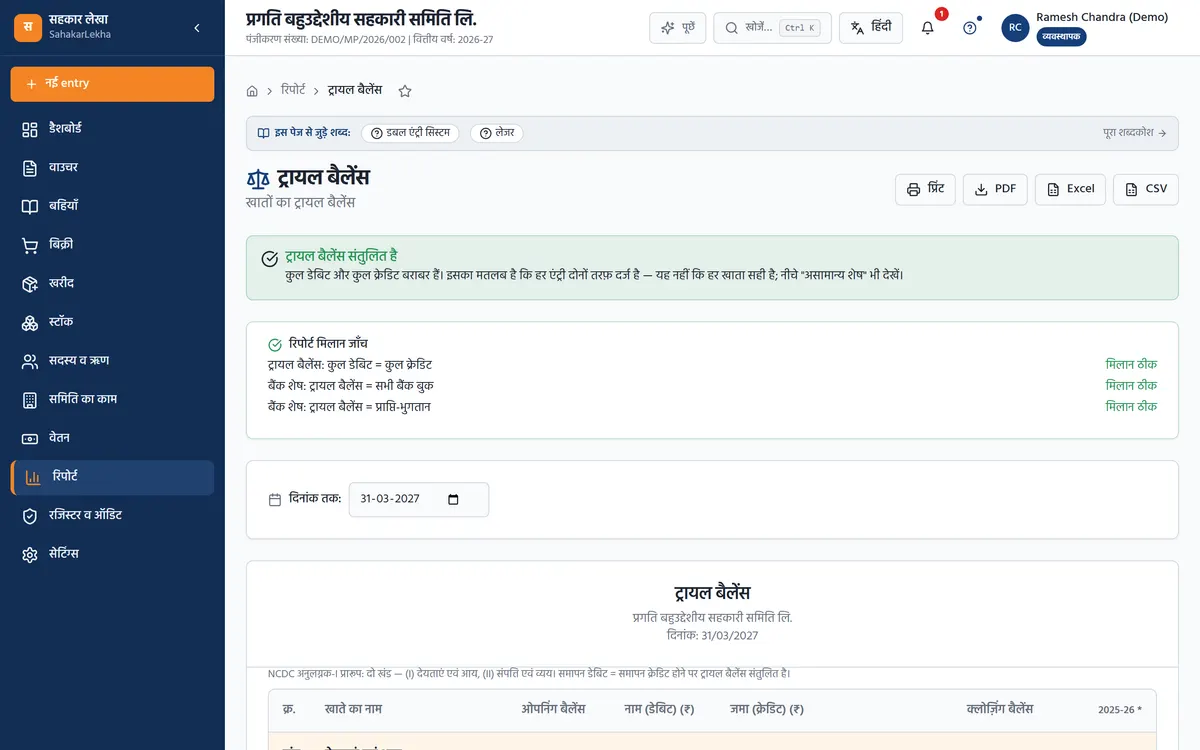 स
सहकार लेखा
SahakarLekha
नई entry
डैशबोर्ड
वाउचर
बहियाँ
बिक्री
खरीद
स्टॉक
सदस्य व ऋण
समिति का काम
वेतन
रिपोर्ट
रजिस्टर व ऑडिट
सेटिंग्स
प्रगति बहुउद्देशीय सहकारी समिति लि.
पंजीकरण संख्या: DEMO/MP/2026/002 | वित्तीय वर्ष: 2026-27
पूछें
खोजें... Ctrl K
हिंदी
1
RC
Ramesh Chandra (Demo)
व्यवस्थापक
रिपोर्ट
ट्रायल बैलेंस
इस पेज से जुड़े शब्द:
डबल एंट्री सिस्टम
लेजर
पूरा शब्दकोश →
ट्रायल बैलेंस
खातों का ट्रायल बैलेंस
प्रिंट
PDF
Excel
CSV
ट्रायल बैलेंस संतुलित है
कुल डेबिट और कुल क्रेडिट बराबर हैं। इसका मतलब है कि हर एंट्री दोनों तरफ़ दर्ज है — यह नहीं कि हर खाता सही है; नीचे "असामान्य शेष" भी देखें।
रिपोर्ट मिलान जाँच
ट्रायल बैलेंस: कुल डेबिट = कुल क्रेडिट मिलान ठीक
बैंक शेष: ट्रायल बैलेंस = सभी बैंक बुक मिलान ठीक
बैंक शेष: ट्रायल बैलेंस = प्राप्ति-भुगतान मिलान ठीक
दिनांक तक: 31-03-2027
ट्रायल बैलेंस
प्रगति बहुउद्देशीय सहकारी समिति लि.
दिनांक: 31/03/2027
NCDC अनुलग्नक-I प्रारूप: दो खंड — (I) देयताएं एवं आय, (II) संपत्ति एवं व्यय। समापन डेबिट = समापन क्रेडिट होने पर ट्रायल बैलेंस संतुलित है।
क्र. खाते का नाम ओपनिंग बैलेंस नाम (डेबिट) (₹) जमा (क्रेडिट) (₹) क्लोज़िंग बैलेंस 2025-26 *